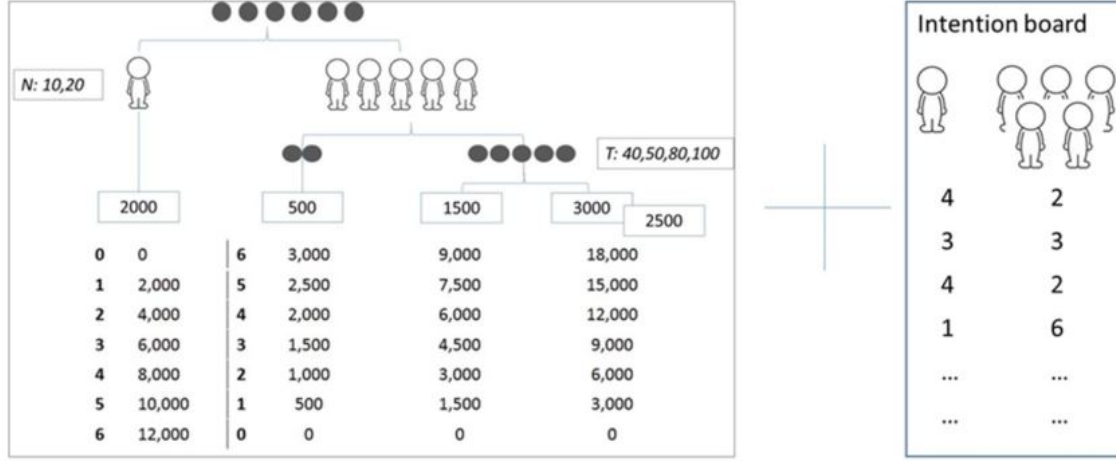 Intention board
N: 10,20
T: 40,50,80,100
2000 500 1500 3000
2500
0 0 6 3,000 9,000 18,000
1 2,000 5 2,500 7,500 15,000
2 4,000 4 2,000 6,000 12,000
3 6,000 3 1,500 4,500 9,000
4 8,000 2 1,000 3,000 6,000
5 10,000 1 500 1,500 3,000
6 12,000 0 0 0 0
4 2
3 3
4 2
1 6
... ...
... ...